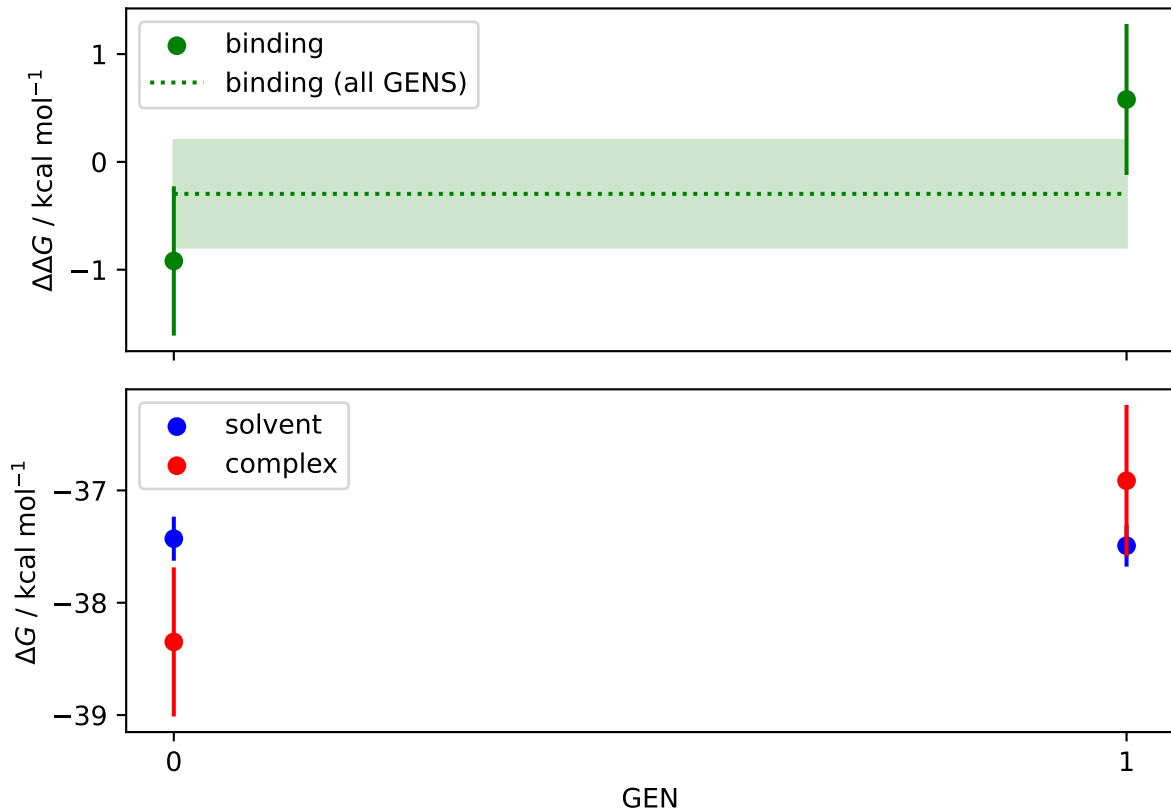 binding
binding (all GENS)
1
0
−1
ΔΔG / kcal mol⁻¹
solvent
complex
−37
−38
−39
ΔG / kcal mol⁻¹
0
1
GEN